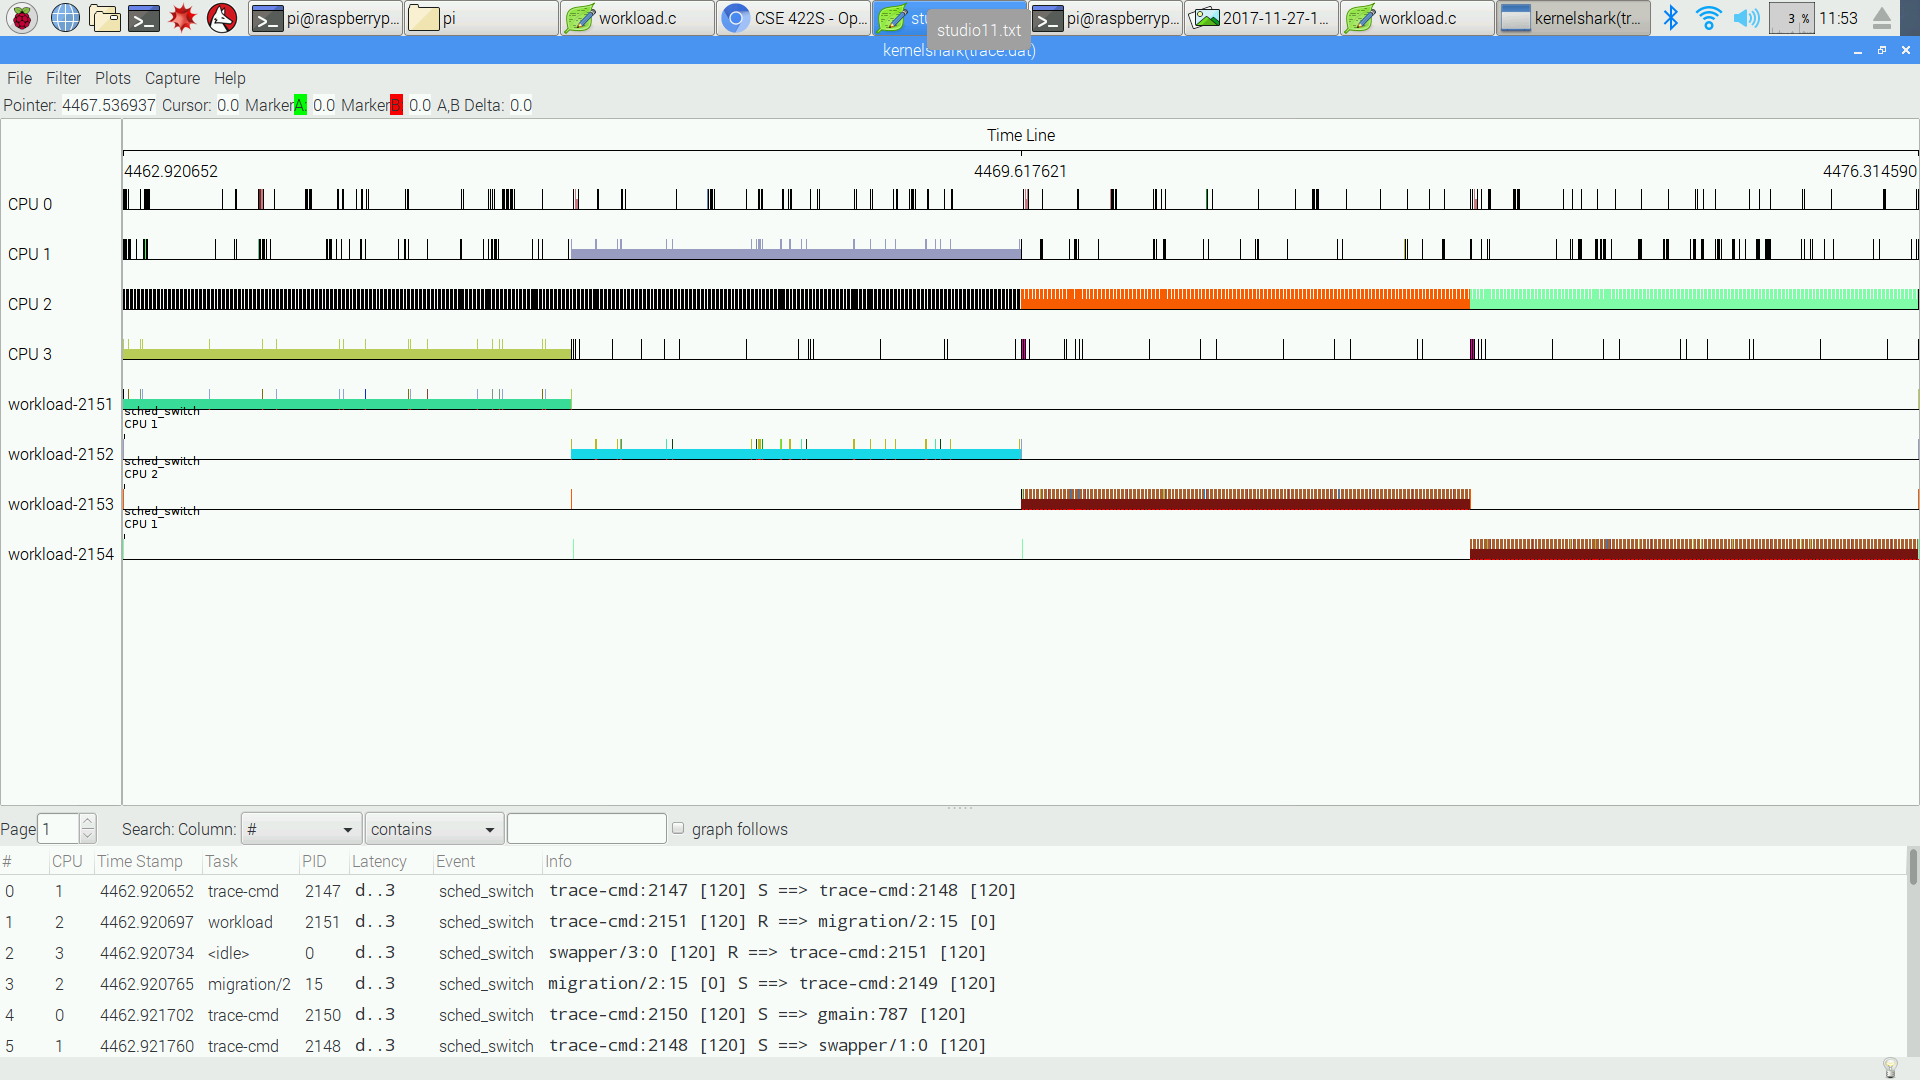 pi@raspberryp... pi workload.c CSE 422S - Op... stu pi@raspberryp... 2017-11-27-1... workload.c kernelshark(tr... 3 % 11:53
studio11.txt
kernelshark(trace.dat)
File Filter Plots Capture Help
Pointer: 4467.536937 Cursor: 0.0 Marker A: 0.0 Marker B: 0.0 A,B Delta: 0.0
Time Line
4462.920652 4469.617621 4476.314590
CPU 0
CPU 1
CPU 2
CPU 3
workload-2151
sched_switch
CPU 1
workload-2152
sched_switch
CPU 2
workload-2153
sched_switch
CPU 1
workload-2154
Page 1 Search: Column: # contains graph follows
# CPU Time Stamp Task PID Latency Event Info
0 1 4462.920652 trace-cmd 2147 d..3 sched_switch trace-cmd:2147 [120] S ==> trace-cmd:2148 [120]
1 2 4462.920697 workload 2151 d..3 sched_switch trace-cmd:2151 [120] R ==> migration/2:15 [0]
2 3 4462.920734 <idle> 0 d..3 sched_switch swapper/3:0 [120] R ==> trace-cmd:2151 [120]
3 2 4462.920765 migration/2 15 d..3 sched_switch migration/2:15 [0] S ==> trace-cmd:2149 [120]
4 0 4462.921702 trace-cmd 2150 d..3 sched_switch trace-cmd:2150 [120] S ==> gmain:787 [120]
5 1 4462.921760 trace-cmd 2148 d..3 sched_switch trace-cmd:2148 [120] S ==> swapper/1:0 [120]